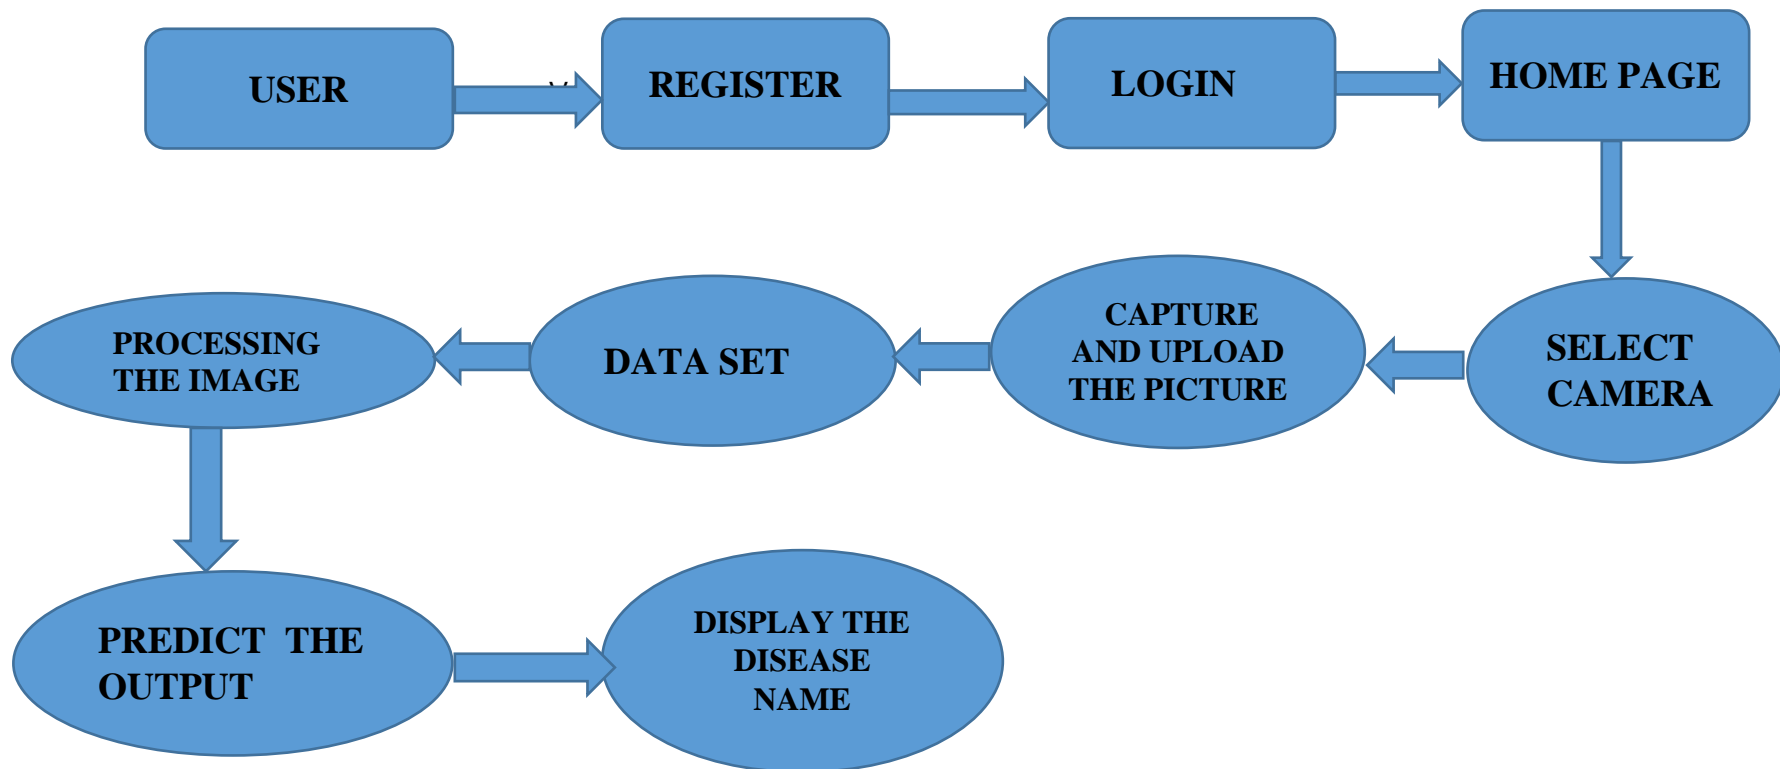 USER
REGISTER
LOGIN
HOME PAGE
SELECT
CAMERA
CAPTURE
AND UPLOAD
THE PICTURE
DATA SET
PROCESSING
THE IMAGE
PREDICT  THE
OUTPUT
DISPLAY THE
DISEASE
NAME